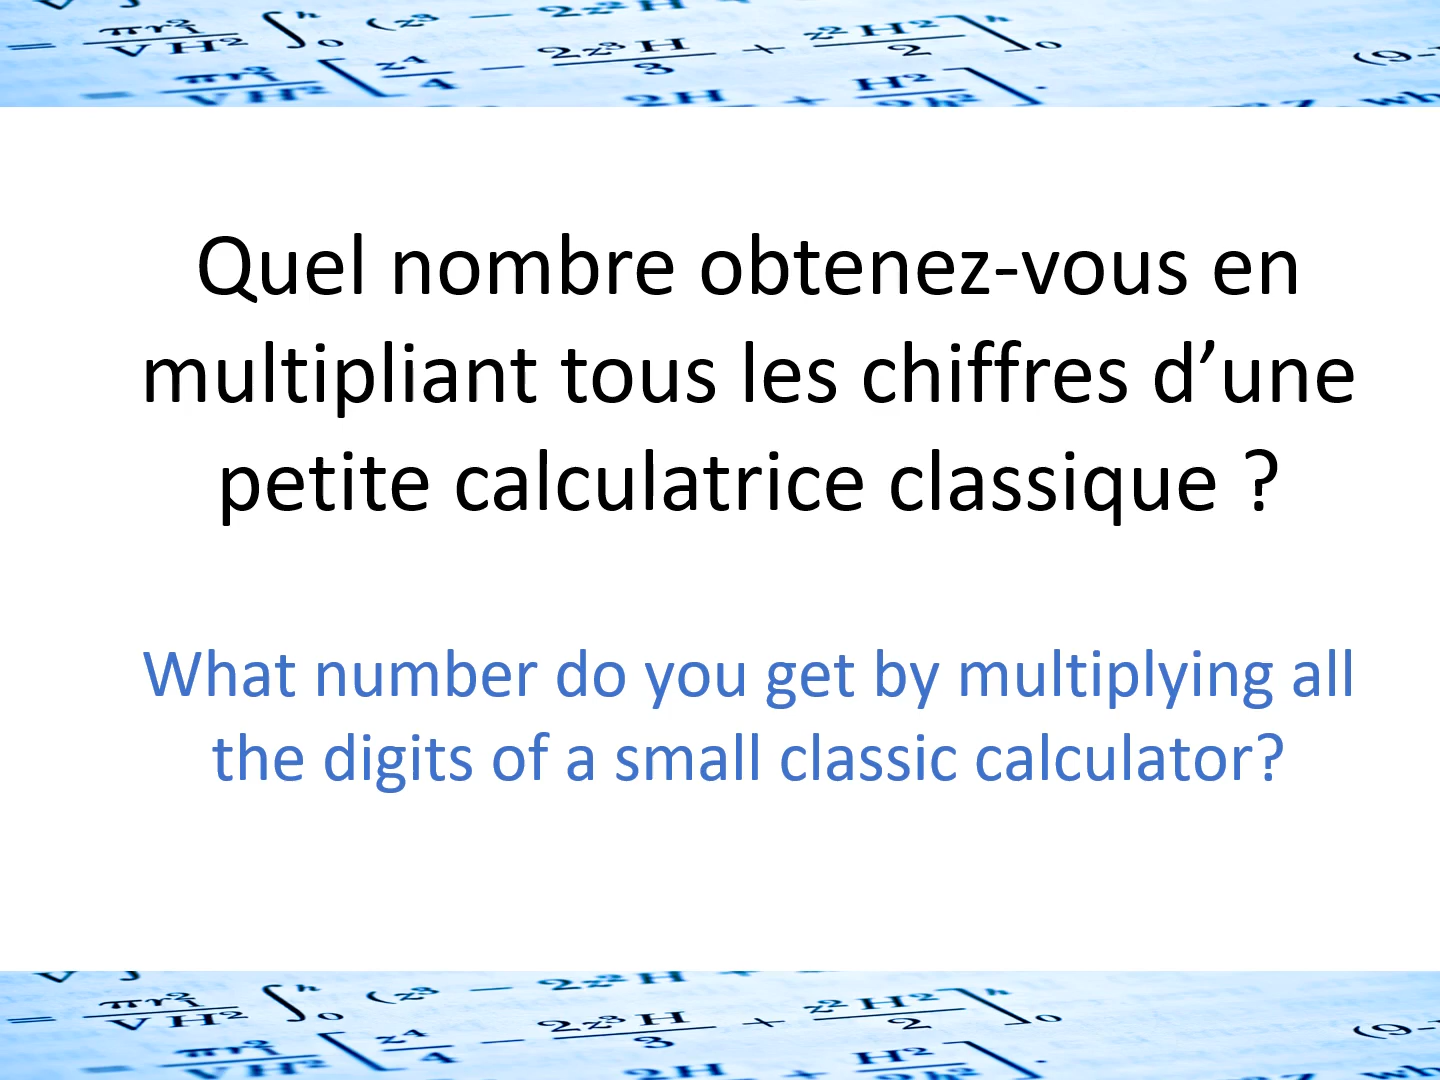 Quel nombre obtenez-vous en
multipliant tous les chiffres d’une
petite calculatrice classique ?
What number do you get by multiplying all
the digits of a small classic calculator?